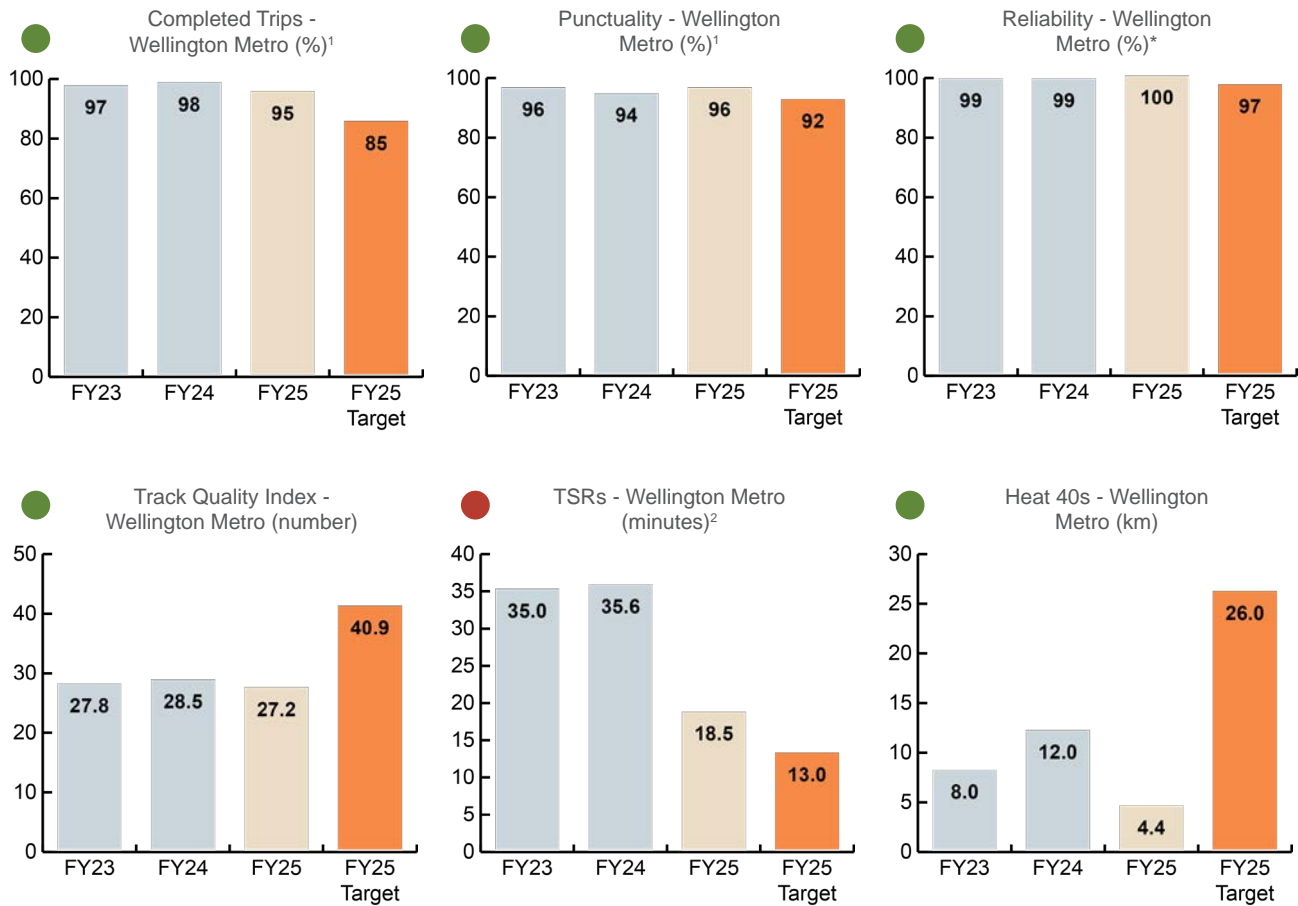 Completed Trips -
Wellington Metro (%)¹
100
80
60
40
20
0
97
98
95
85
FY23
FY24
FY25
FY25
Target
Punctuality - Wellington
Metro (%)¹
100
80
60
40
20
0
96
94
96
92
FY23
FY24
FY25
FY25
Target
Reliability - Wellington
Metro (%)*
100
80
60
40
20
0
99
99
100
97
FY23
FY24
FY25
FY25
Target
Track Quality Index -
Wellington Metro (number)
50
40
30
20
10
0
27.8
28.5
27.2
40.9
FY23
FY24
FY25
FY25
Target
TSRs - Wellington Metro
(minutes)²
40
35
30
25
20
15
10
5
0
35.0
35.6
18.5
13.0
FY23
FY24
FY25
FY25
Target
Heat 40s - Wellington
Metro (km)
30
25
20
15
10
5
0
8.0
12.0
4.4
26.0
FY23
FY24
FY25
FY25
Target